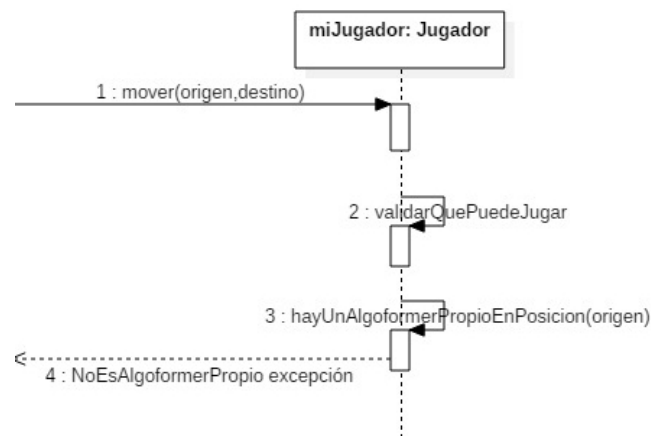 miJugador: Jugador
1 : mover(origen,destino)
2 : validarQuePuedeJugar
3 : hayUnAlgoformerPropioEnPosicion(origen)
4 : NoEsAlgoformerPropio excepción